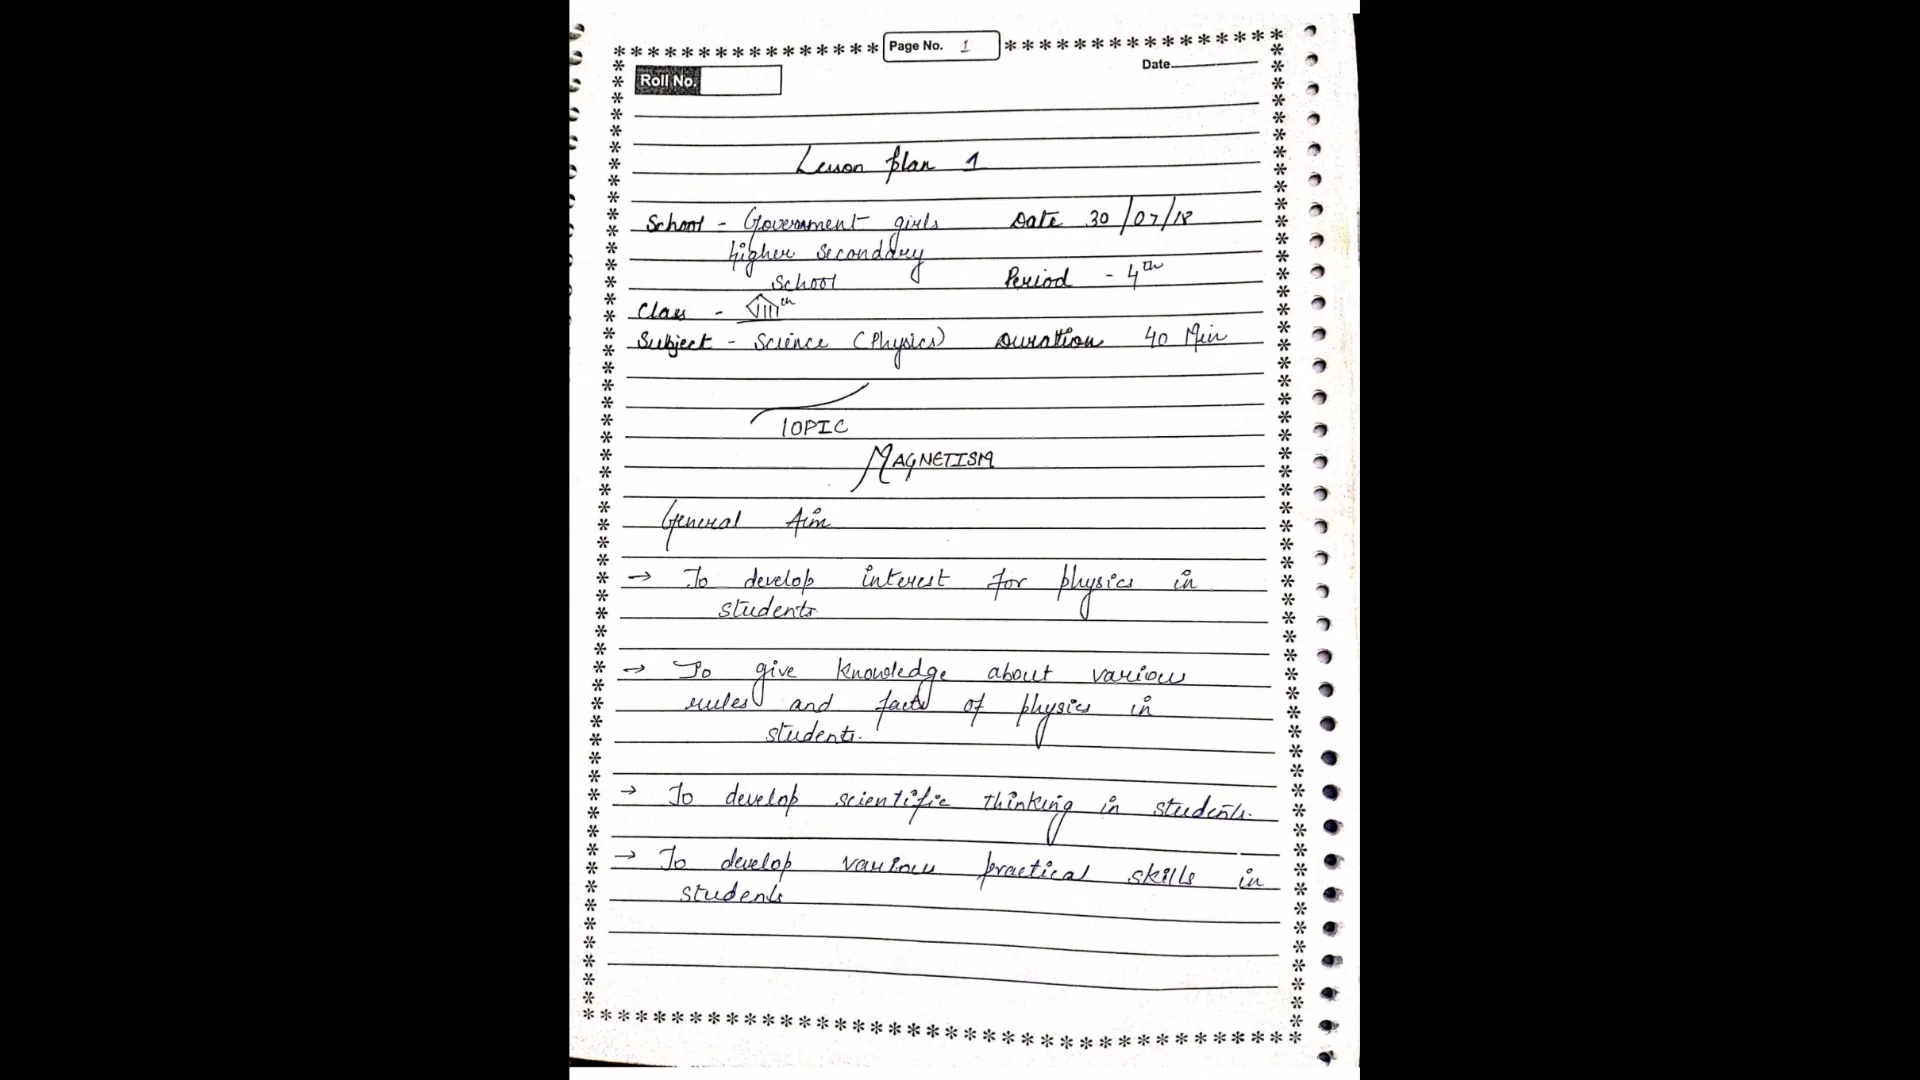 Page No. 1
Date
Roll No.
Lesson plan 1
School - Government girls Date 30/07/18
higher secondary
school Period - 4th
Class - VIIIth
Subject - Science (Physics) Duration 40 Min
TOPIC
MAGNETISM
General Aim
→ To develop interest for physics in
students
→ To give knowledge about various
rules and facts of physics in
students.
→ To develop scientific thinking in students.
→ To develop various practical skills in
students